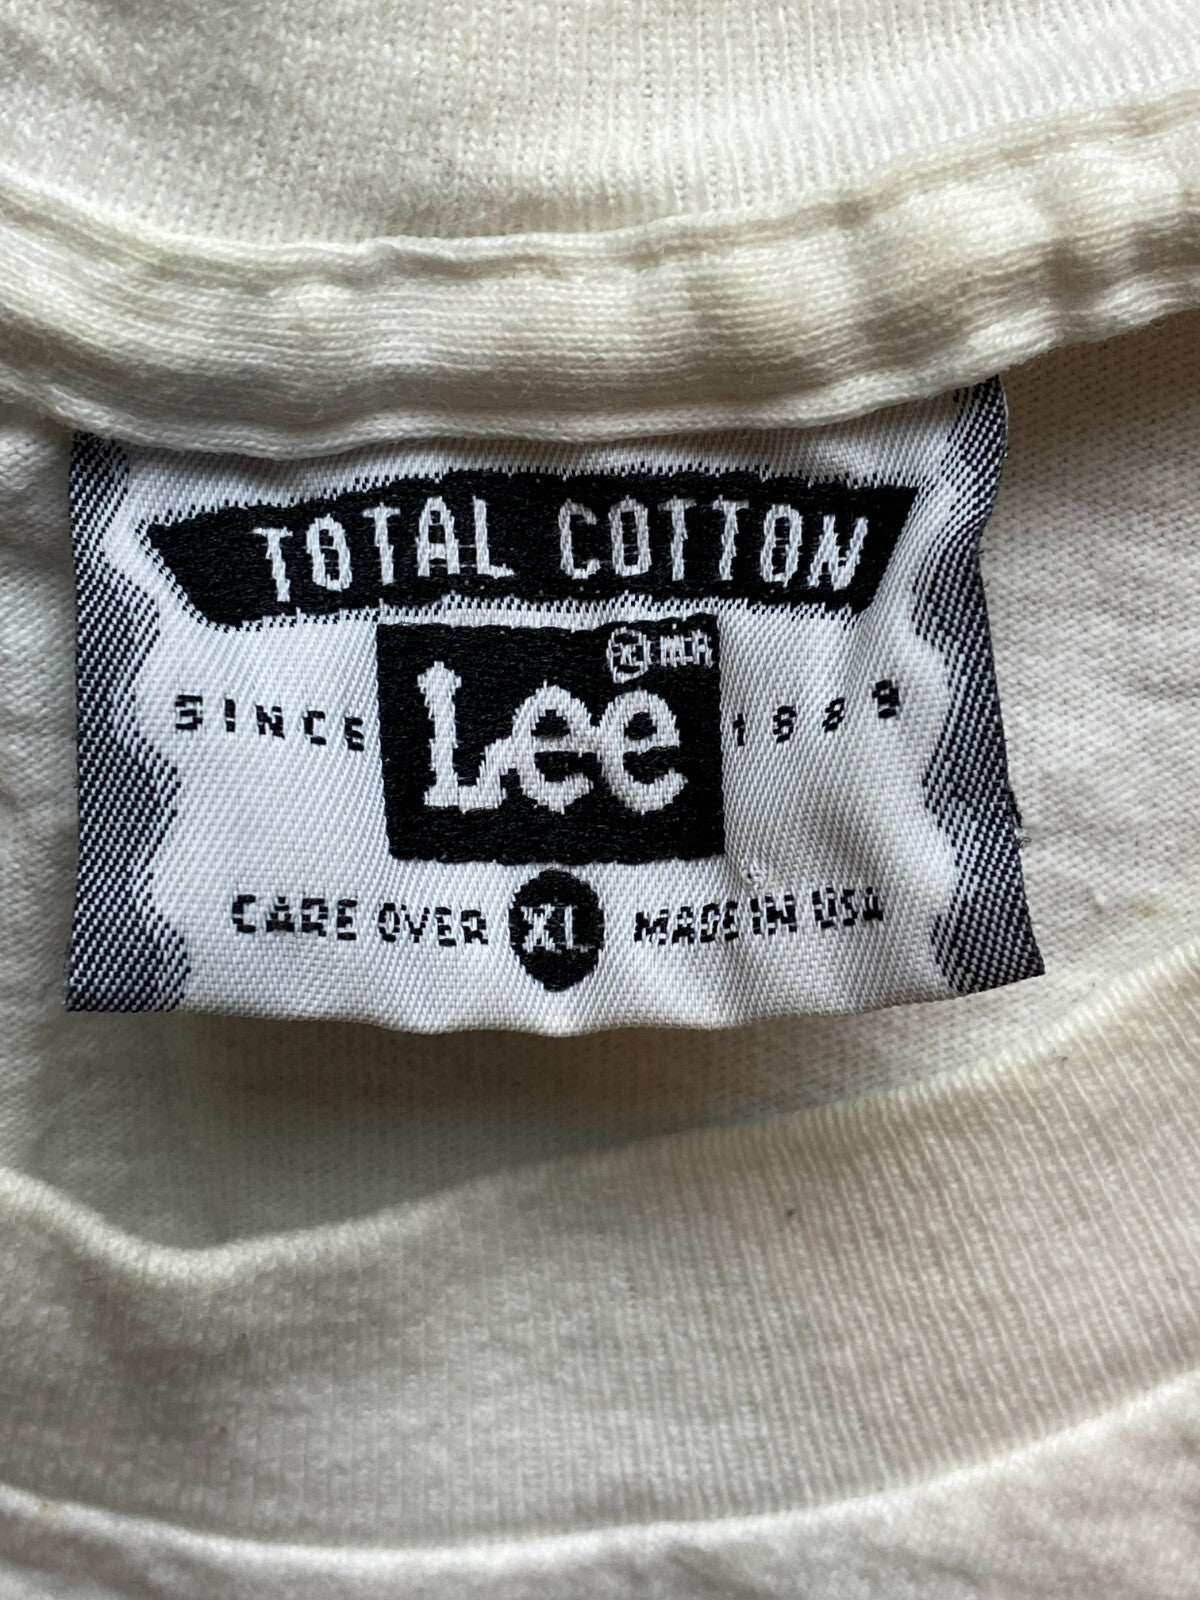 TOTAL COTTON
Lee ® M.R
SINCE 1889
CARE OVER XL MADE IN USA